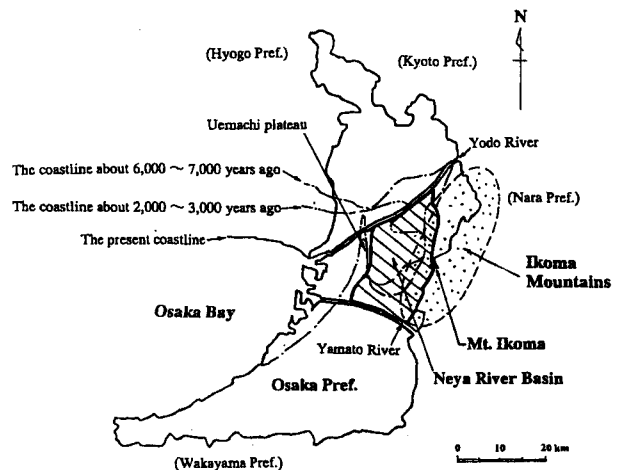 N
(Hyogo Pref.)
(Kyoto Pref.)
Uemachi plateau
Yodo River
The coastline about 6,000 ～ 7,000 years ago
(Nara Pref.)
The coastline about 2,000 ～ 3,000 years ago
The present coastline
Ikoma
Mountains
Osaka Bay
Mt. Ikoma
Yamato River
Neya River Basin
Osaka Pref.
(Wakayama Pref.)
0 10 20 km